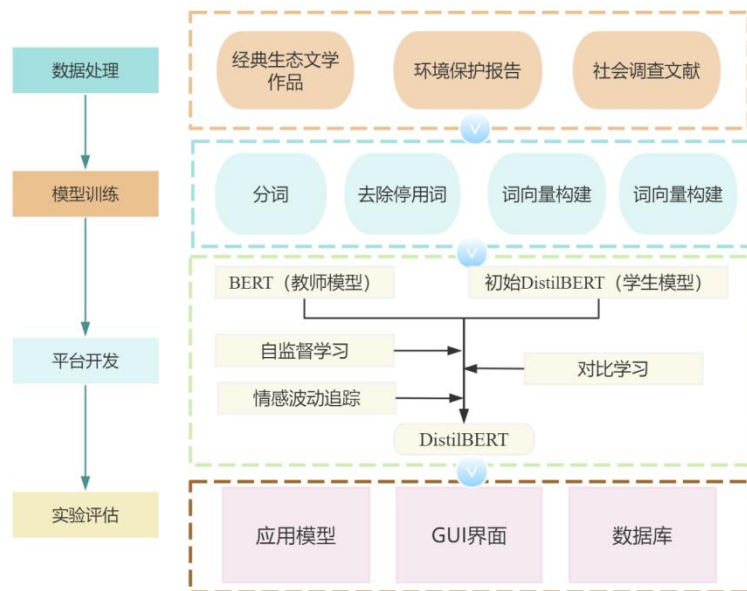 数据处理
模型训练
平台开发
实验评估
经典生态文学
作品
环境保护报告
社会调查文献
分词
去除停用词
词向量构建
词向量构建
BERT（教师模型）
初始DistilBERT（学生模型）
自监督学习
对比学习
情感波动追踪
DistilBERT
应用模型
GUI界面
数据库